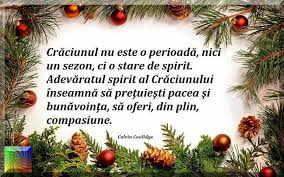 Crăciunul nu este o perioadă, nici
un sezon, ci o stare de spirit.
Adevăratul spirit al Crăciunului
înseamnă să prețuiești pacea și
bunăvoința, să oferi, din plin,
compasiune.
Calvin Coolidge